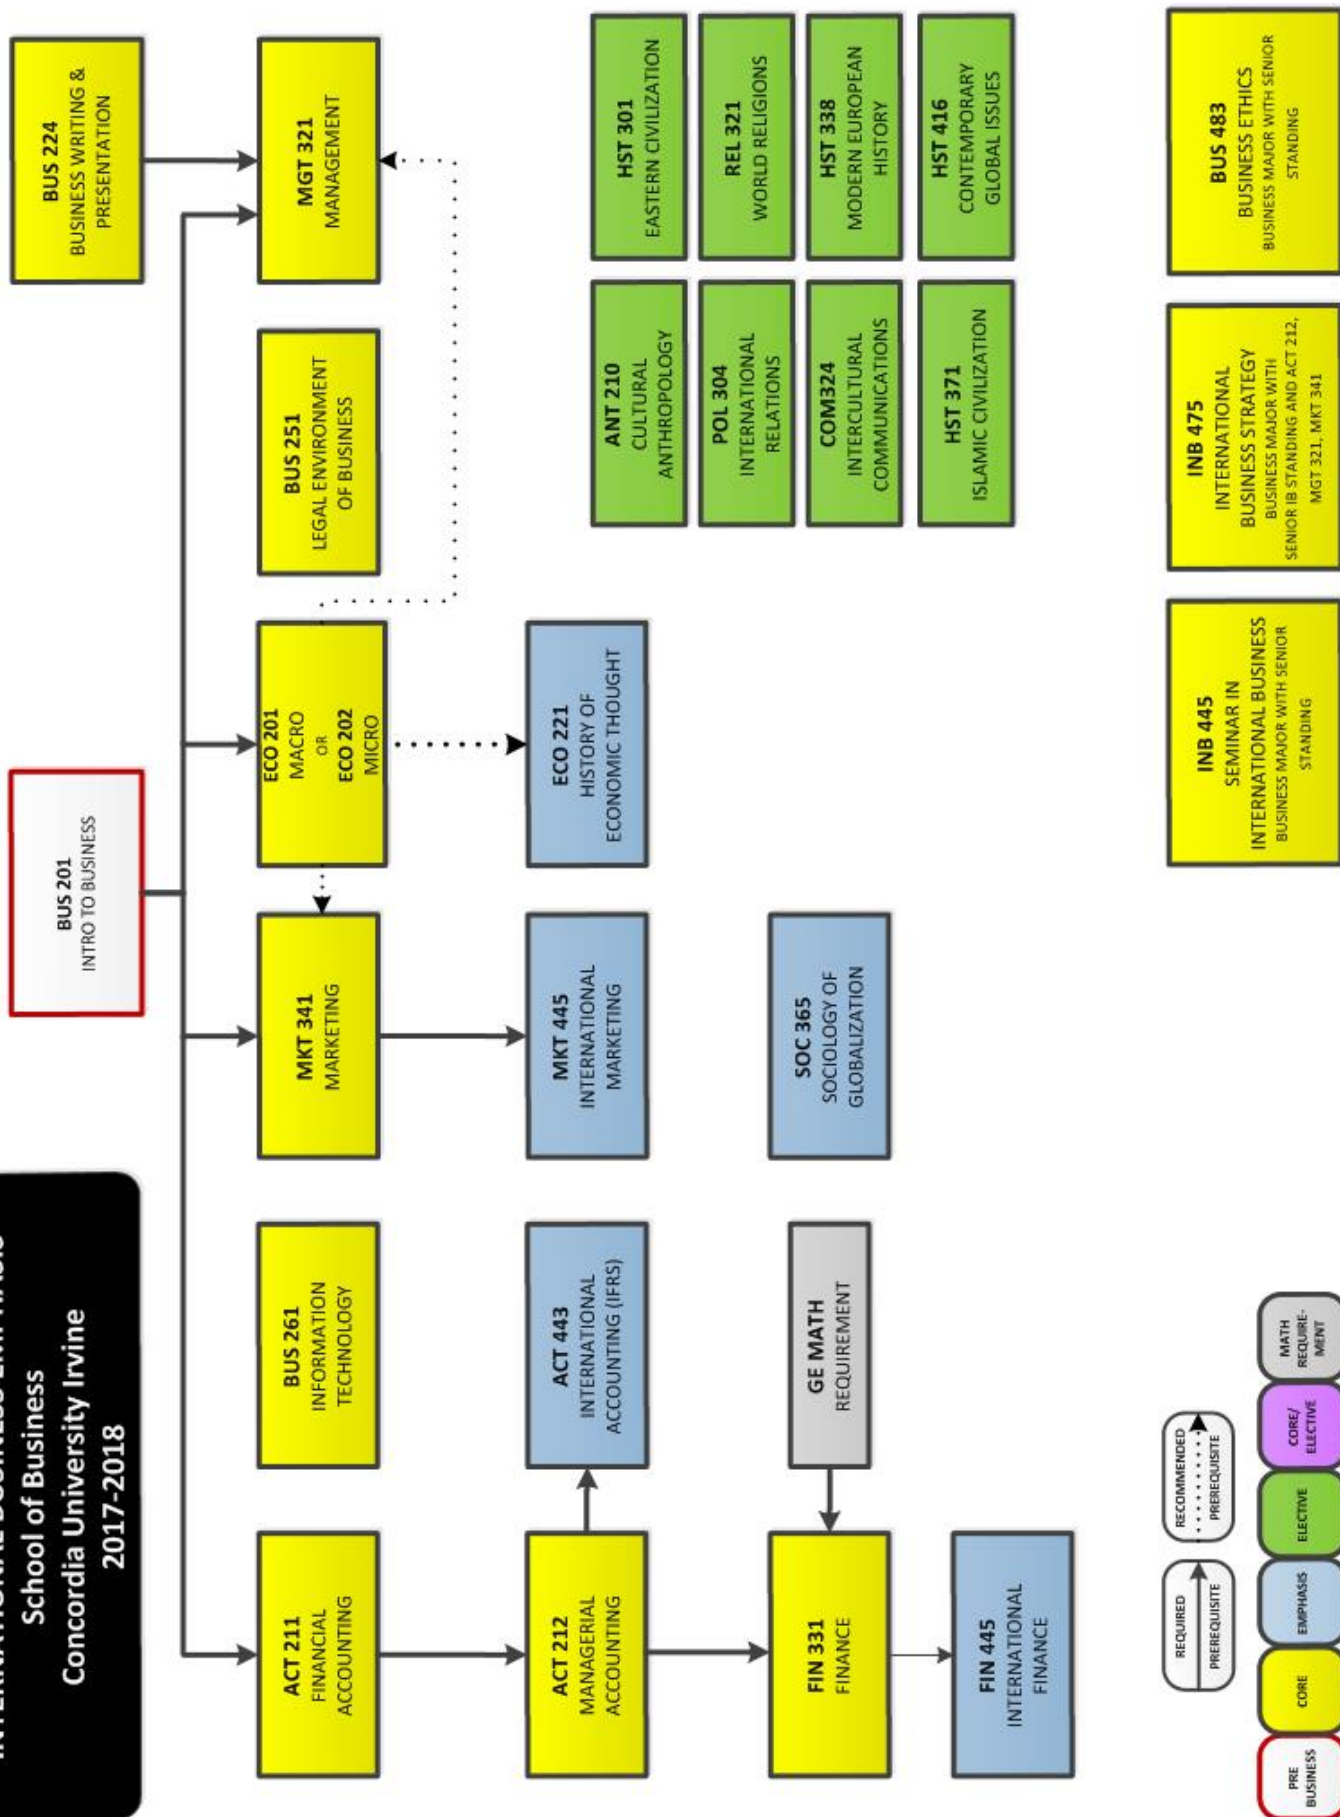 INTERNATIONAL BUSINESS EMPHASIS
School of Business
Concordia University Irvine
2017-2018
BUS 201
INTRO TO BUSINESS
BUS 224
BUSINESS WRITING &
PRESENTATION
ACT 211
FINANCIAL
ACCOUNTING
BUS 261
INFORMATION
TECHNOLOGY
MKT 341
MARKETING
ECO 201
MACRO
OR
ECO 202
MICRO
BUS 251
LEGAL ENVIRONMENT
OF BUSINESS
MGT 321
MANAGEMENT
ACT 212
MANAGERIAL
ACCOUNTING
ACT 443
INTERNATIONAL
ACCOUNTING (IFRS)
MKT 445
INTERNATIONAL
MARKETING
ECO 221
HISTORY OF
ECONOMIC THOUGHT
ANT 210
CULTURAL
ANTHROPOLOGY
HST 301
EASTERN CIVILIZATION
POL 304
INTERNATIONAL
RELATIONS
REL 321
WORLD RELIGIONS
FIN 331
FINANCE
GE MATH
REQUIREMENT
SOC 365
SOCIOLOGY OF
GLOBALIZATION
COM324
INTERCULTURAL
COMMUNICATIONS
HST 338
MODERN EUROPEAN
HISTORY
FIN 445
INTERNATIONAL
FINANCE
HST 371
ISLAMIC CIVILIZATION
HST 416
CONTEMPORARY
GLOBAL ISSUES
REQUIRED
PREREQUISITE
RECOMMENDED
PREREQUISITE
INB 445
SEMINAR IN
INTERNATIONAL BUSINESS
BUSINESS MAJOR WITH SENIOR
STANDING
INB 475
INTERNATIONAL
BUSINESS STRATEGY
BUSINESS MAJOR WITH
SENIOR IB STANDING AND ACT 212,
MGT 321, MKT 341
BUS 483
BUSINESS ETHICS
BUSINESS MAJOR WITH SENIOR
STANDING
PRE
BUSINESS
CORE
EMPHASIS
ELECTIVE
CORE/
ELECTIVE
MATH
REQUIRE-
MENT